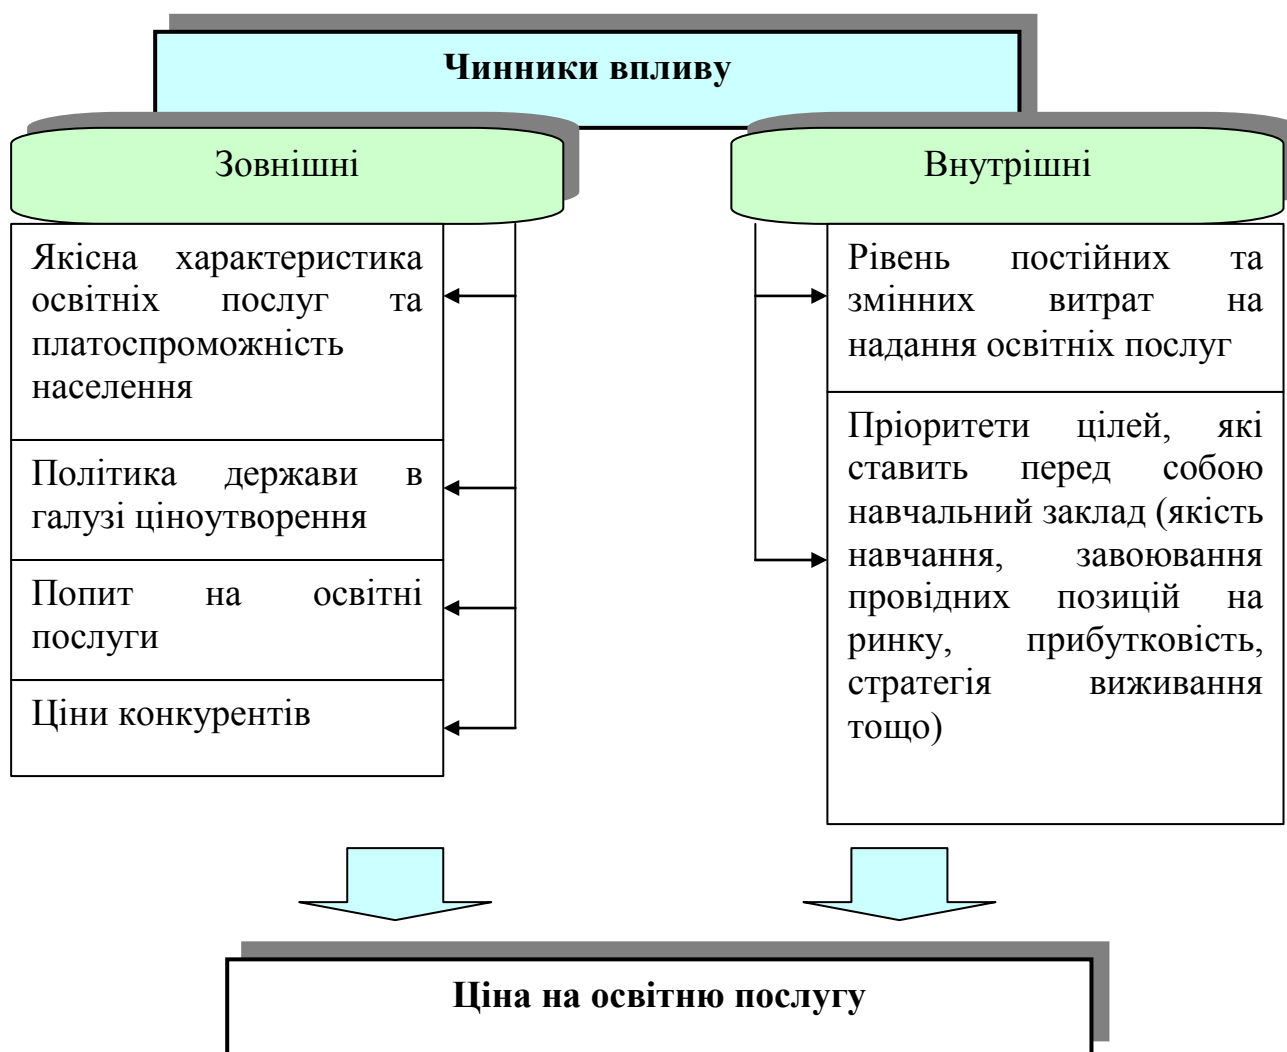 Чинники впливу
Зовнішні
Якісна характеристика
освітніх послуг та
платоспроможність
населення
Політика держави в
галузі ціноутворення
Попит на освітні
послуги
Ціни конкурентів
Внутрішні
Рівень постійних та
змінних витрат на
надання освітніх послуг
Пріоритети цілей, які
ставить перед собою
навчальний заклад (якість
навчання, завоювання
провідних позицій на
ринку, прибутковість,
стратегія виживання
тощо)
Ціна на освітню послугу